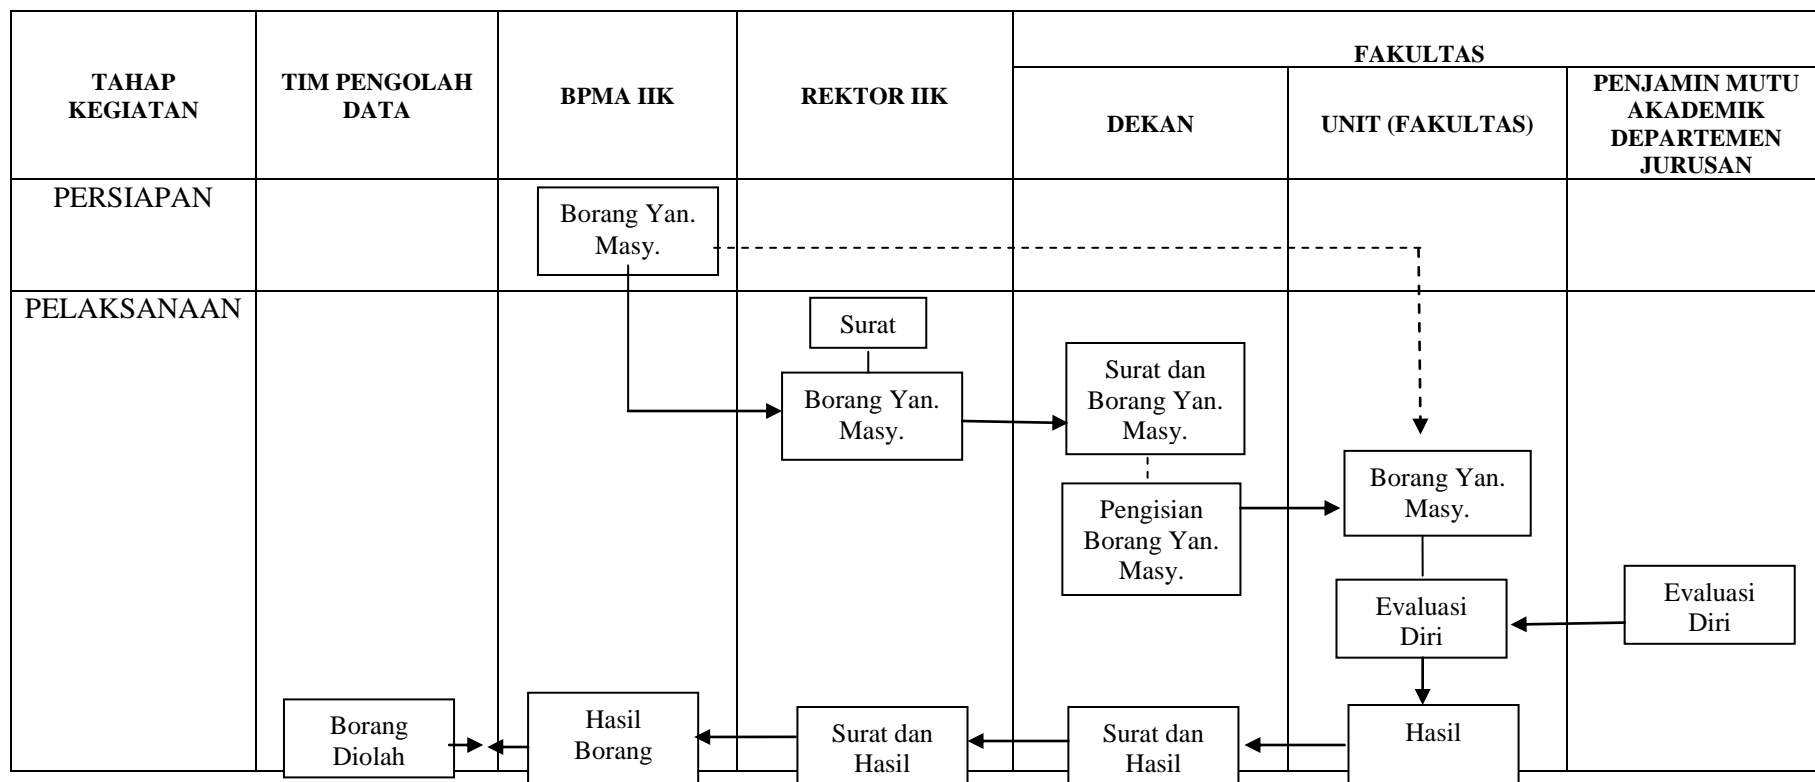 TAHAP
KEGIATAN
TIM PENGOLAH
DATA
BPMA IIK
REKTOR IIK
FAKULTAS
DEKAN
UNIT (FAKULTAS)
PENJAMIN MUTU
AKADEMIK
DEPARTEMEN
JURUSAN
PERSIAPAN
Borang Yan.
Masy.
PELAKSANAAN
Surat
Borang Yan.
Masy.
Surat dan
Borang Yan.
Masy.
Pengisian
Borang Yan.
Masy.
Borang Yan.
Masy.
Evaluasi
Diri
Evaluasi
Diri
Borang
Diolah
Hasil
Borang
Surat dan
Hasil
Surat dan
Hasil
Hasil